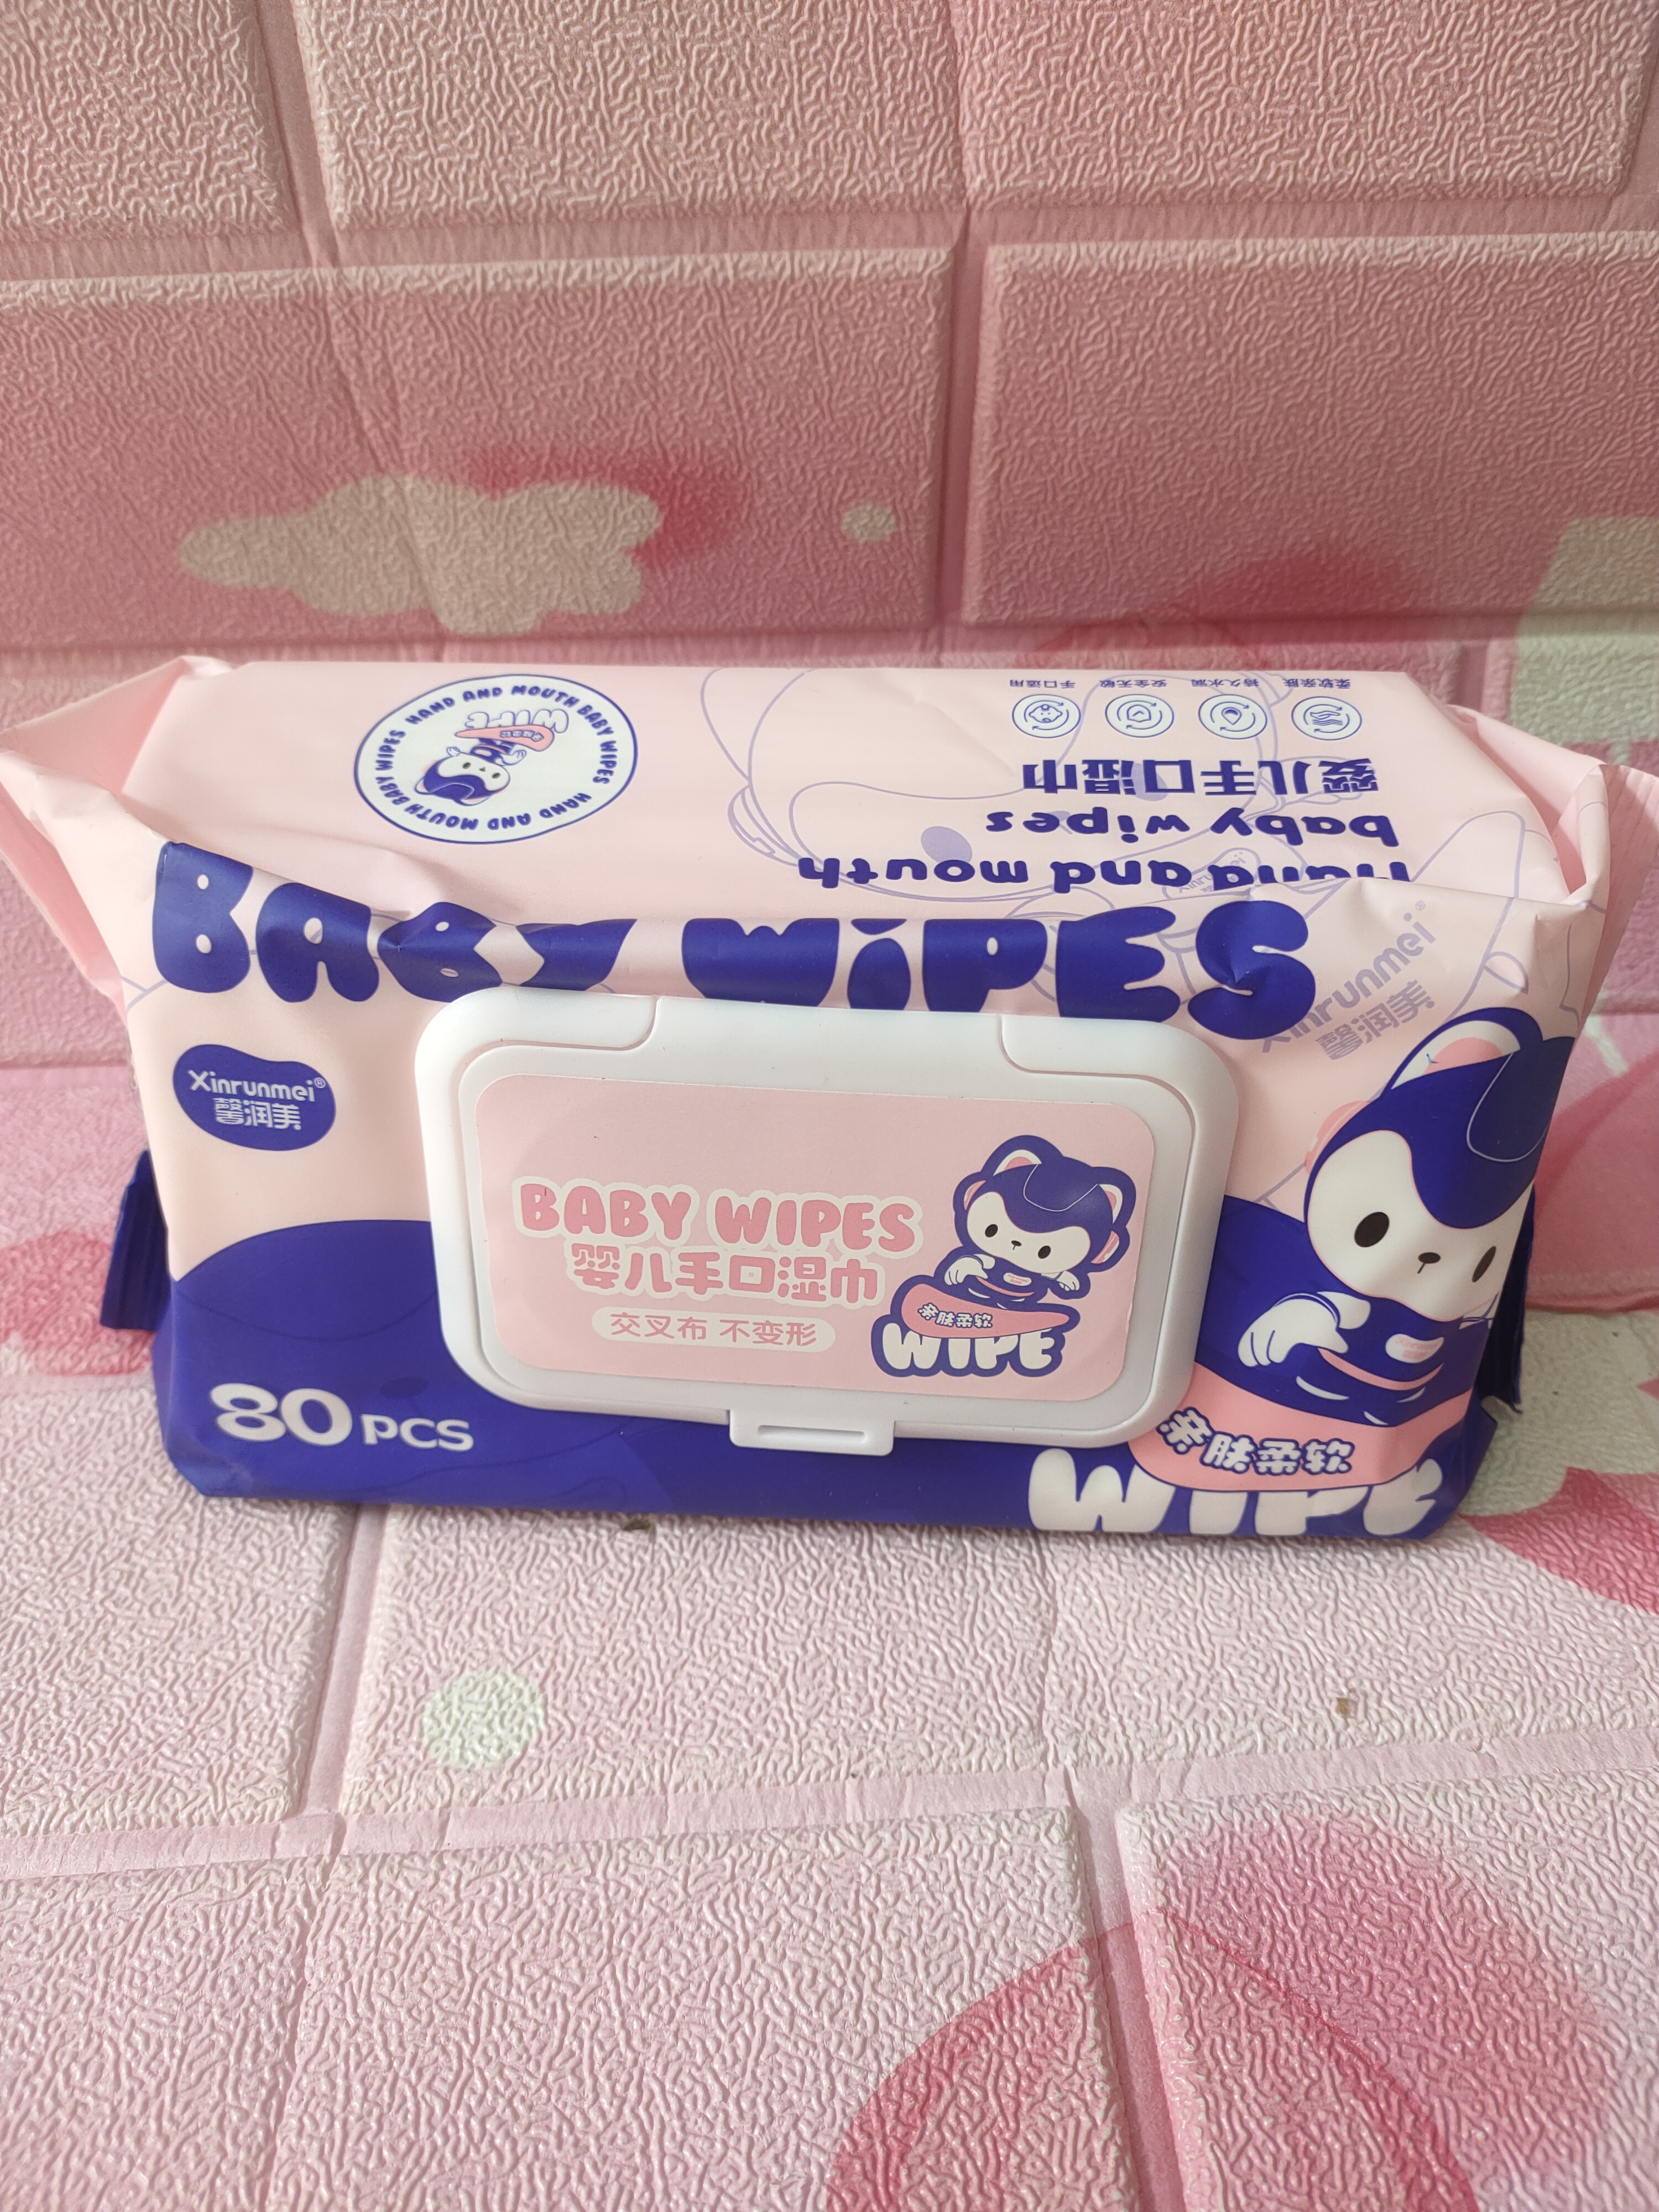 HAND AND MOUTH BABY WIPES HAND AND MOUTH BABY WIPES
WIPE
手口适用 安全无敏 持久水润 柔软亲肤
婴儿手口湿巾
baby wipes
Hand and mouth
BABY WIPES
Xinrunmei®
馨润美
Xinrunmei®
馨润美
BABY WIPES
婴儿手口湿巾
交叉布 不变形
亲肤柔软
WIPE
80 PCS
亲肤柔软
WIPE